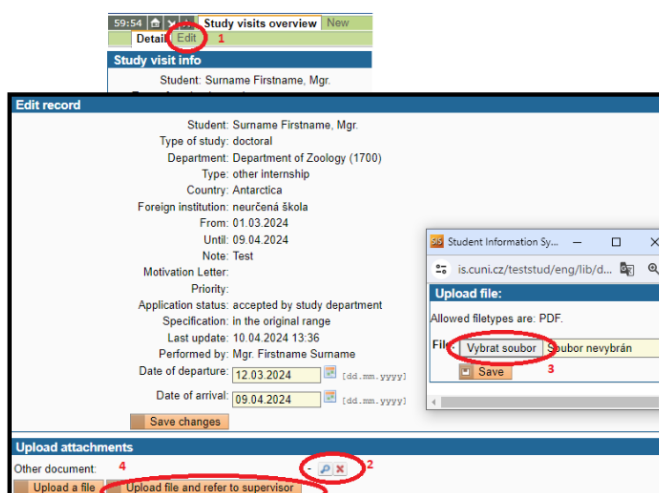 59:54 Study visits overview New
Detail Edit 1
Study visit info
Student: Surname Firstname, Mgr.
Edit record
Student: Surname Firstname, Mgr.
Type of study: doctoral
Department: Department of Zoology (1700)
Type: other internship
Country: Antarctica
Foreign institution: neurčená škola
From: 01.03.2024
Until: 09.04.2024
Note: Test
Motivation Letter:
Priority:
Application status: accepted by study department
Specification: in the original range
Last update: 10.04.2024 13:36
Performed by: Mgr. Firstname Surname
Date of departure: 12.03.2024 [dd.mm.yyyy]
Date of arrival: 09.04.2024 [dd.mm.yyyy]
Save changes
Student Information Sy...
is.cuni.cz/teststud/eng/lib/d...
Upload file:
Allowed filetypes are: PDF.
File: Vybrat soubor Soubor nevybrán
Save 3
Upload attachments
Other document: 4 - 2
Upload a file Upload file and refer to supervisor